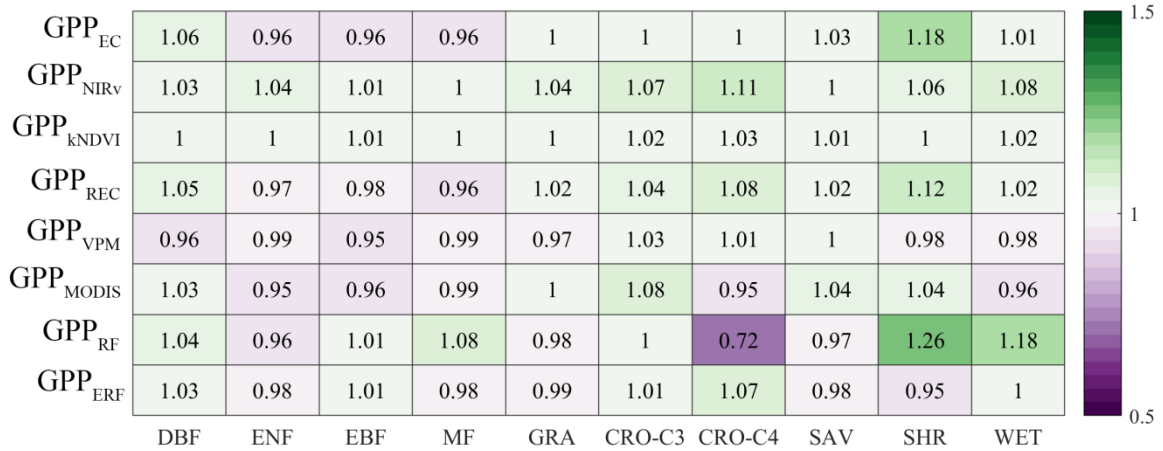 GPP_EC 1.06 0.96 0.96 0.96 1 1 1 1.03 1.18 1.01
GPP_NIRv 1.03 1.04 1.01 1 1.04 1.07 1.11 1 1.06 1.08
GPP_kNDVI 1 1 1.01 1 1 1.02 1.03 1.01 1 1.02
GPP_REC 1.05 0.97 0.98 0.96 1.02 1.04 1.08 1.02 1.12 1.02
GPP_VPM 0.96 0.99 0.95 0.99 0.97 1.03 1.01 1 0.98 0.98
GPP_MODIS 1.03 0.95 0.96 0.99 1 1.08 0.95 1.04 1.04 0.96
GPP_RF 1.04 0.96 1.01 1.08 0.98 1 0.72 0.97 1.26 1.18
GPP_ERF 1.03 0.98 1.01 0.98 0.99 1.01 1.07 0.98 0.95 1
DBF ENF EBF MF GRA CRO-C3 CRO-C4 SAV SHR WET
1.5
1
0.5